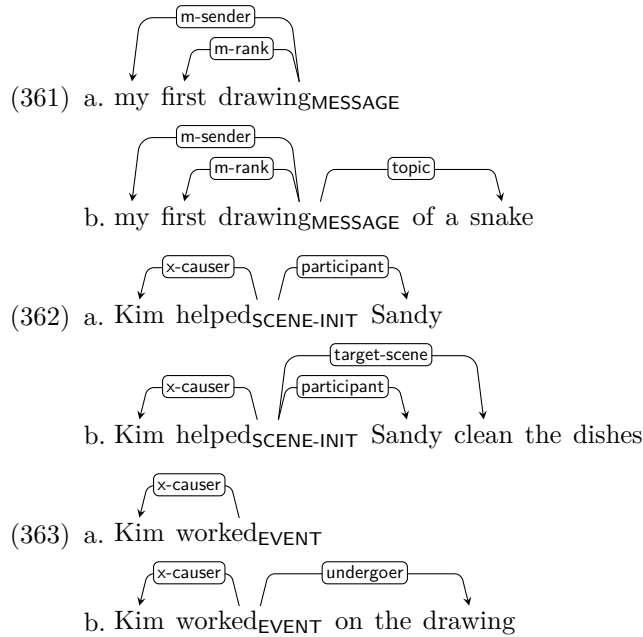 m-sender
m-rank
(361) a. my first drawingMESSAGE
m-sender
m-rank topic
b. my first drawingMESSAGE of a snake
x-causer participant
(362) a. Kim helpedSCENE-INIT Sandy
target-scene
x-causer participant
b. Kim helpedSCENE-INIT Sandy clean the dishes
x-causer
(363) a. Kim workedEVENT
x-causer undergoer
b. Kim workedEVENT on the drawing